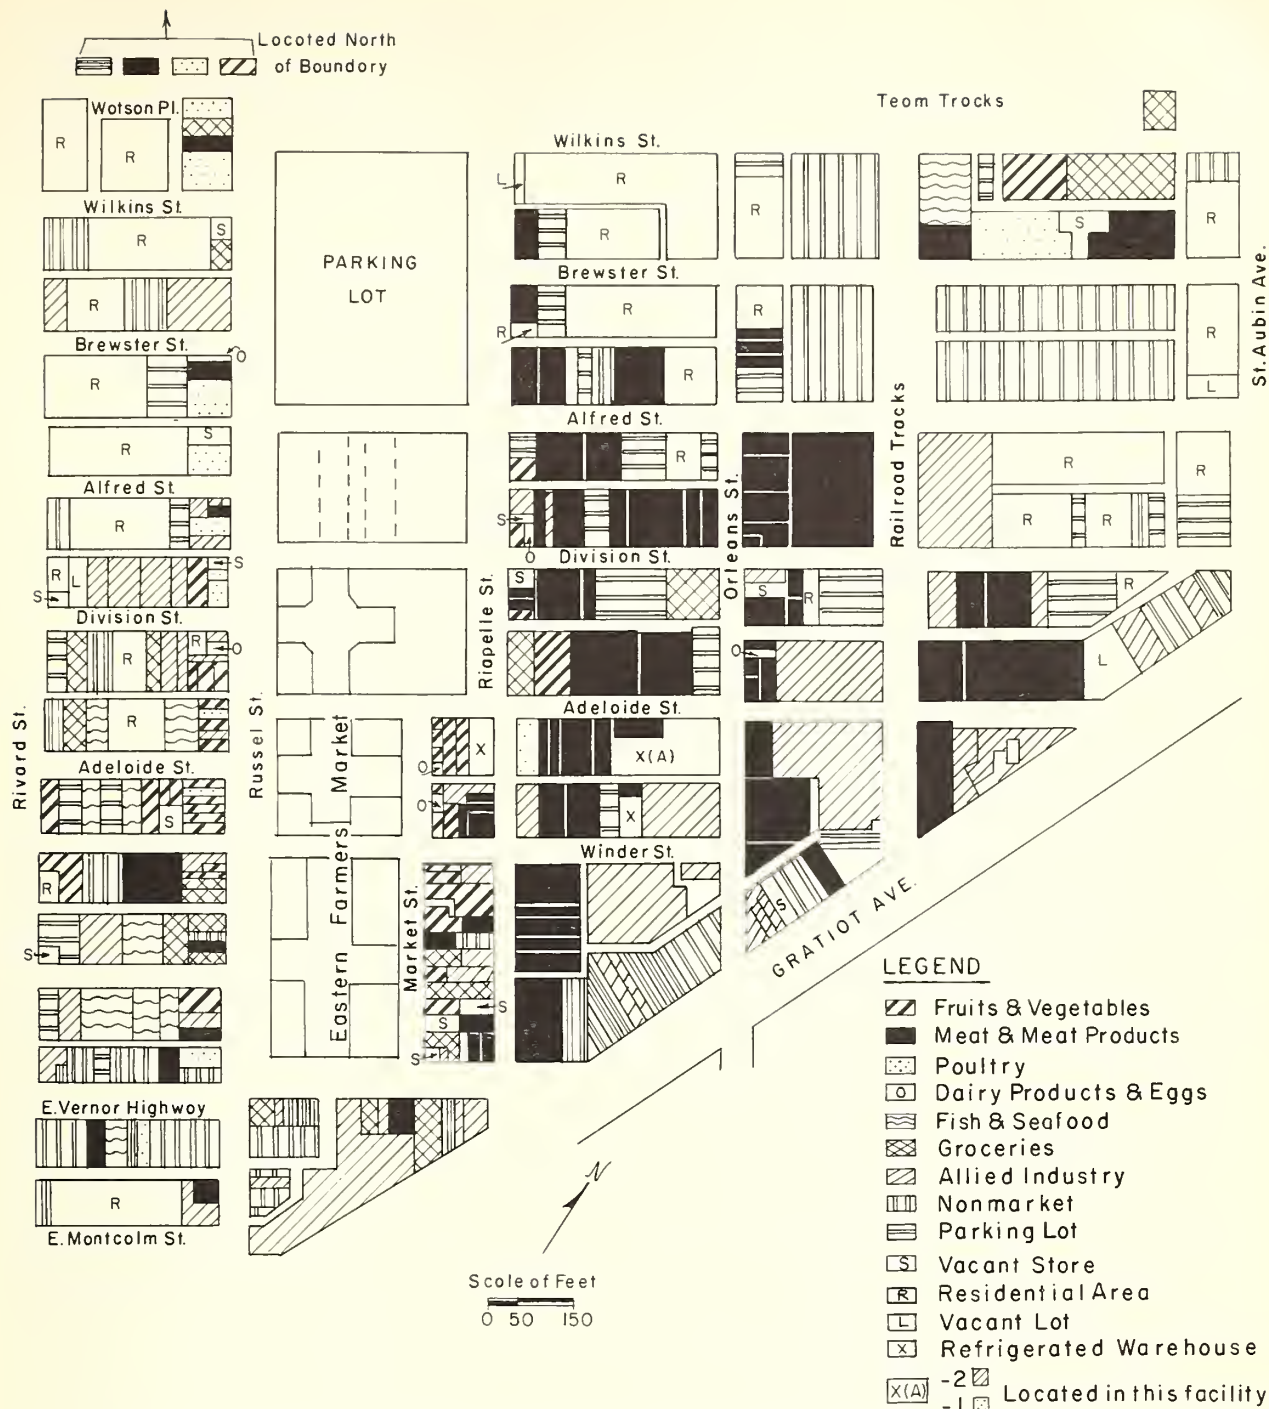 Located North
of Boundary
Team Tracks
Watson Pl.
R
R
Wilkins St.
L
R
R
Wilkins St.
R
S
R
S
R
PARKING
LOT
Brewster St.
R
R
R
R
R
Brewster St.
O
R
R
L
St. Aubin Ave.
Alfred St.
R
S
R
R
R
Railroad Tracks
Alfred St.
R
S
O
Orleans St.
R
R
Division St.
R
L
S
S
S
S
R
R
Riapelle St.
Division St.
R
R
O
O
L
Rivard St.
R
Russel St.
Adeloide St.
Adeloide St.
X
X(A)
O
S
O
X
Eastern Farmers Market
Market St.
Winder St.
R
S
S
GRATIOT AVE.
S
S
S
E. Vernor Highway
R
E. Montcolm St.
N
Scale of Feet
0 50 150
LEGEND
Fruits & Vegetables
Meat & Meat Products
Poultry
O Dairy Products & Eggs
Fish & Seafood
Groceries
Allied Industry
Nonmarket
Parking Lot
S Vacant Store
R Residential Area
L Vacant Lot
X Refrigerated Warehouse
X(A) -2
-1 Located in this facility